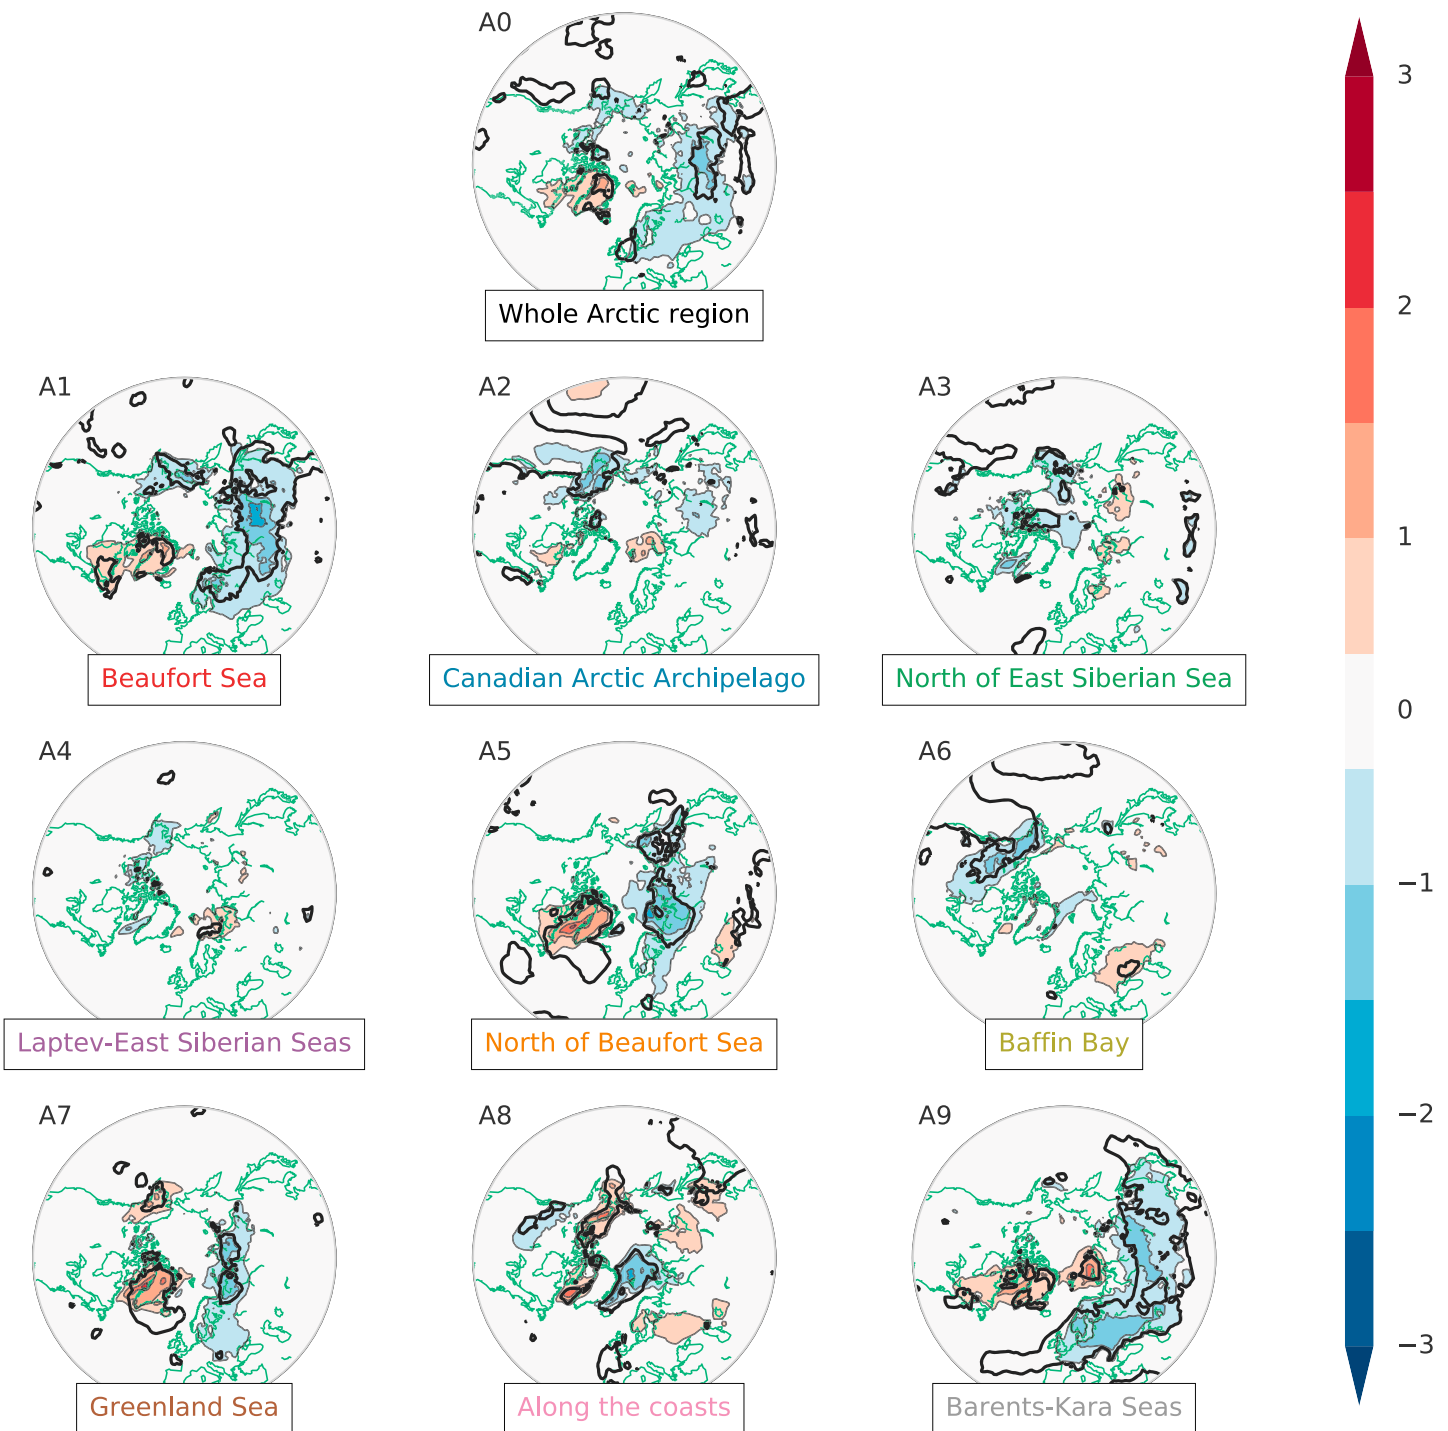 A0
Whole Arctic region
A1
A2
A3
Beaufort Sea
Canadian Arctic Archipelago
North of East Siberian Sea
A4
A5
A6
Laptev-East Siberian Seas
North of Beaufort Sea
Baffin Bay
A7
A8
A9
Greenland Sea
Along the coasts
Barents-Kara Seas
3
2
1
0
−1
−2
−3